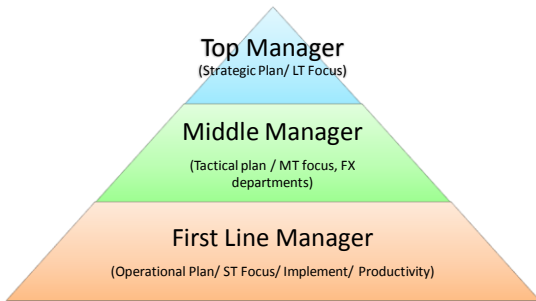 Top Manager
(Strategic Plan/ LT Focus)
Middle Manager
(Tactical plan / MT focus, FX
departments)
First Line Manager
(Operational Plan/ ST Focus/ Implement/ Productivity)